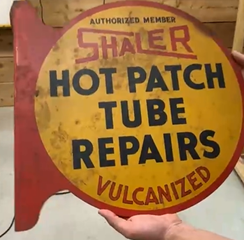 AUTHORIZED MEMBER
SHALER
HOT PATCH
TUBE
REPAIRS
VULCANIZED